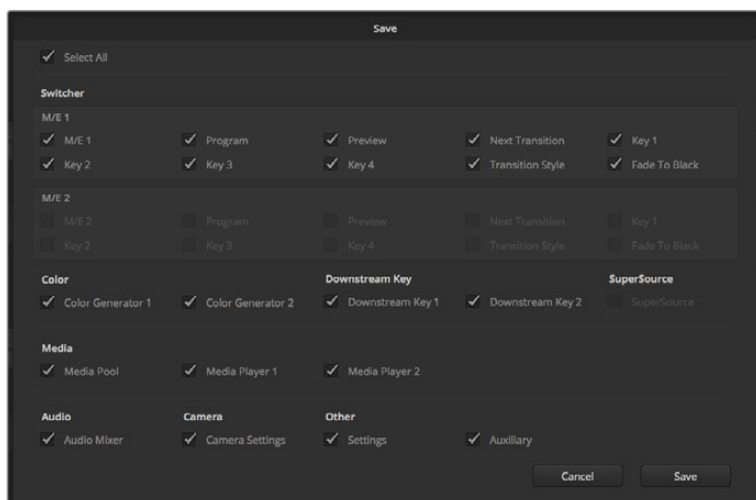 Save
Select All
Switcher
M/E 1
M/E 1 Program Preview Next Transition Key 1
Key 2 Key 3 Key 4 Transition Style Fade To Black
M/E 2
M/E 2 Program Preview Next Transition Key 1
Key 2 Key 3 Key 4 Transition Style Fade To Black
Color Downstream Key SuperSource
Color Generator 1 Color Generator 2 Downstream Key 1 Downstream Key 2 SuperSource
Media
Media Pool Media Player 1 Media Player 2
Audio Camera Other
Audio Mixer Camera Settings Settings Auxiliary
Cancel Save